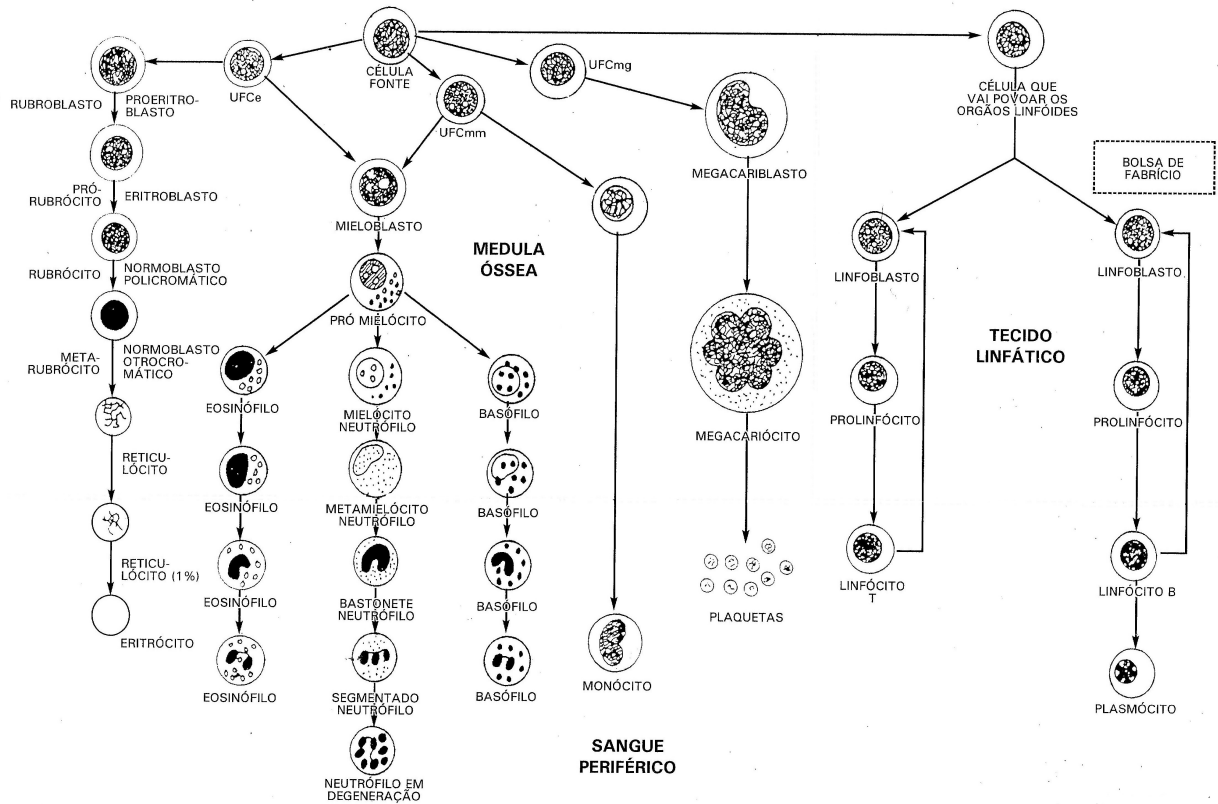 CÉLULA
FONTE
UFCe
UFCmm
UFCmg
RUBROBLASTO
PROERITRO-
BLASTO
PRÓ-
RUBRÓCITO
ERITROBLASTO
RUBRÓCITO
NORMOBLASTO
POLICROMÁTICO
META-
RUBRÓCITO
NORMOBLASTO
OTROCRO-
MÁTICO
RETICU-
LÓCITO
RETICU-
LÓCITO (1%)
ERITRÓCITO
MIELOBLASTO
PRÓ MIELÓCITO
EOSINÓFILO
EOSINÓFILO
EOSINÓFILO
EOSINÓFILO
MIELÓCITO
NEUTRÓFILO
METAMIELÓCITO
NEUTRÓFILO
BASTONETE
NEUTRÓFILO
SEGMENTADO
NEUTRÓFILO
NEUTRÓFILO EM
DEGENERAÇÃO
BASÓFILO
BASÓFILO
BASÓFILO
BASÓFILO
MEDULA
ÓSSEA
MONÓCITO
SANGUE
PERIFÉRICO
MEGACARIBLASTO
MEGACARIÓCITO
PLAQUETAS
CÉLULA QUE
VAI POVOAR OS
ORGÃOS LINFÓIDES
BOLSA DE
FABRÍCIO
LINFOBLASTO
PROLINFÓCITO
LINFÓCITO
T
TECIDO
LINFÁTICO
LINFOBLASTO
PROLINFÓCITO
LINFÓCITO B
PLASMÓCITO